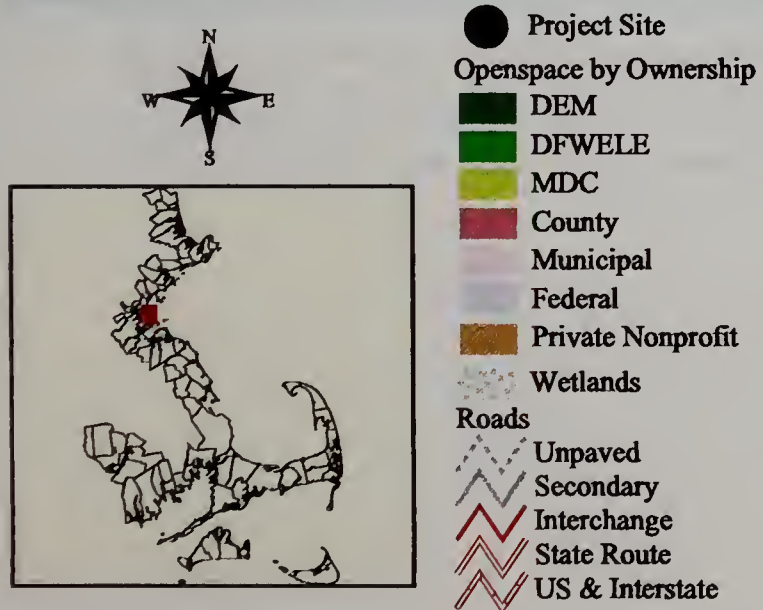 N
W E
S
Project Site
Openspace by Ownership
DEM
DFWELE
MDC
County
Municipal
Federal
Private Nonprofit
Wetlands
Roads
Unpaved
Secondary
Interchange
State Route
US & Interstate